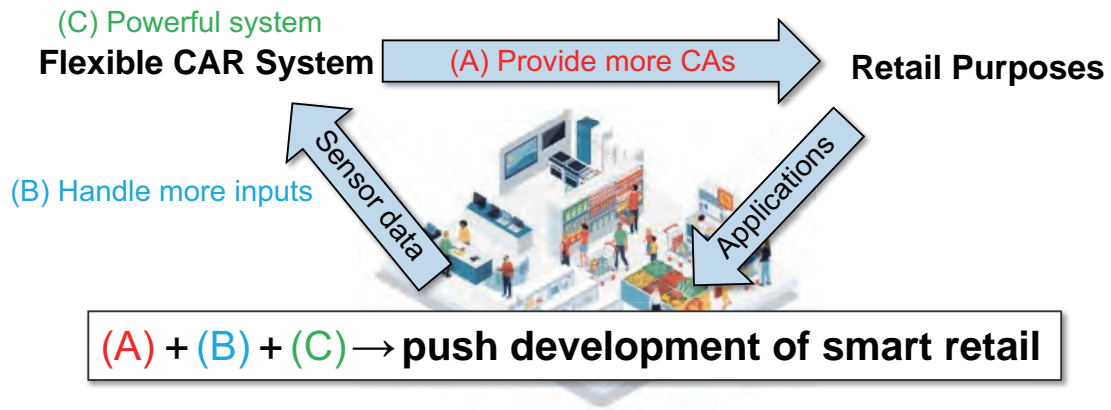 (C) Powerful system
Flexible CAR System
(A) Provide more CAs
Retail Purposes
Sensor data
Applications
(B) Handle more inputs
(A) + (B) + (C) → push development of smart retail